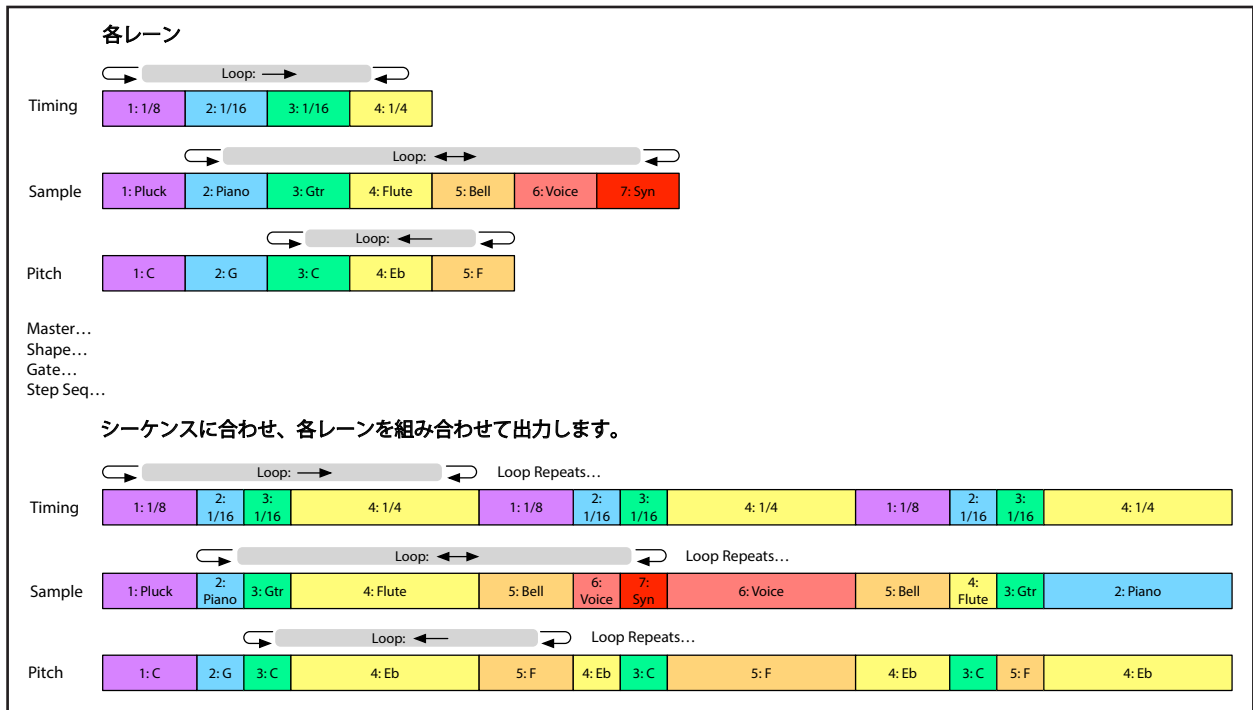 各レーン
Loop:
Timing
1: 1/8 2: 1/16 3: 1/16 4: 1/4
Loop:
Sample
1: Pluck 2: Piano 3: Gtr 4: Flute 5: Bell 6: Voice 7: Syn
Loop:
Pitch
1: C 2: G 3: C 4: Eb 5: F
Master…
Shape…
Gate…
Step Seq…
シーケンスに合わせ、各レーンを組み合わせて出力します。
Loop: Loop Repeats…
Timing
1: 1/8 2: 1/16 3: 1/16 4: 1/4 1: 1/8 2: 1/16 3: 1/16 4: 1/4 1: 1/8 2: 1/16 3: 1/16 4: 1/4
Loop: Loop Repeats…
Sample
1: Pluck 2: Piano 3: Gtr 4: Flute 5: Bell 6: Voice 7: Syn 6: Voice 5: Bell 4: Flute 3: Gtr 2: Piano
Loop: Loop Repeats…
Pitch
1: C 2: G 3: C 4: Eb 5: F 4: Eb 3: C 5: F 4: Eb 3: C 5: F 4: Eb